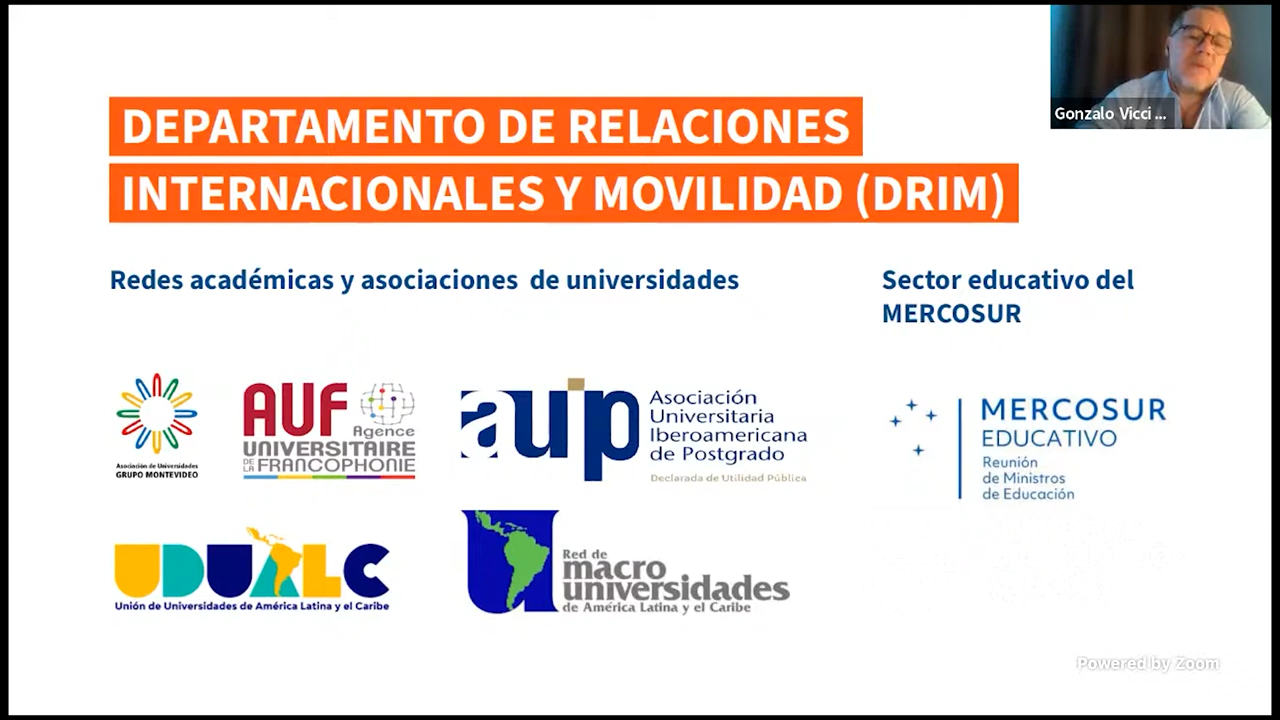 Gonzalo Vicci ...
DEPARTAMENTO DE RELACIONES
INTERNACIONALES Y MOVILIDAD (DRIM)
Redes académicas y asociaciones de universidades
Sector educativo del
MERCOSUR
Asociación de Universidades
GRUPO MONTEVIDEO
AUF
Agence
UNIVERSITAIRE
DE LA FRANCOPHONIE
auip
Asociación
Universitaria
Iberoamericana
de Postgrado
Declarada de Utilidad Pública
MERCOSUR
EDUCATIVO
Reunión
de Ministros
de Educación
UDUALC
Unión de Universidades de América Latina y el Caribe
Red de
macro
universidades
de América Latina y el Caribe
Powered by Zoom